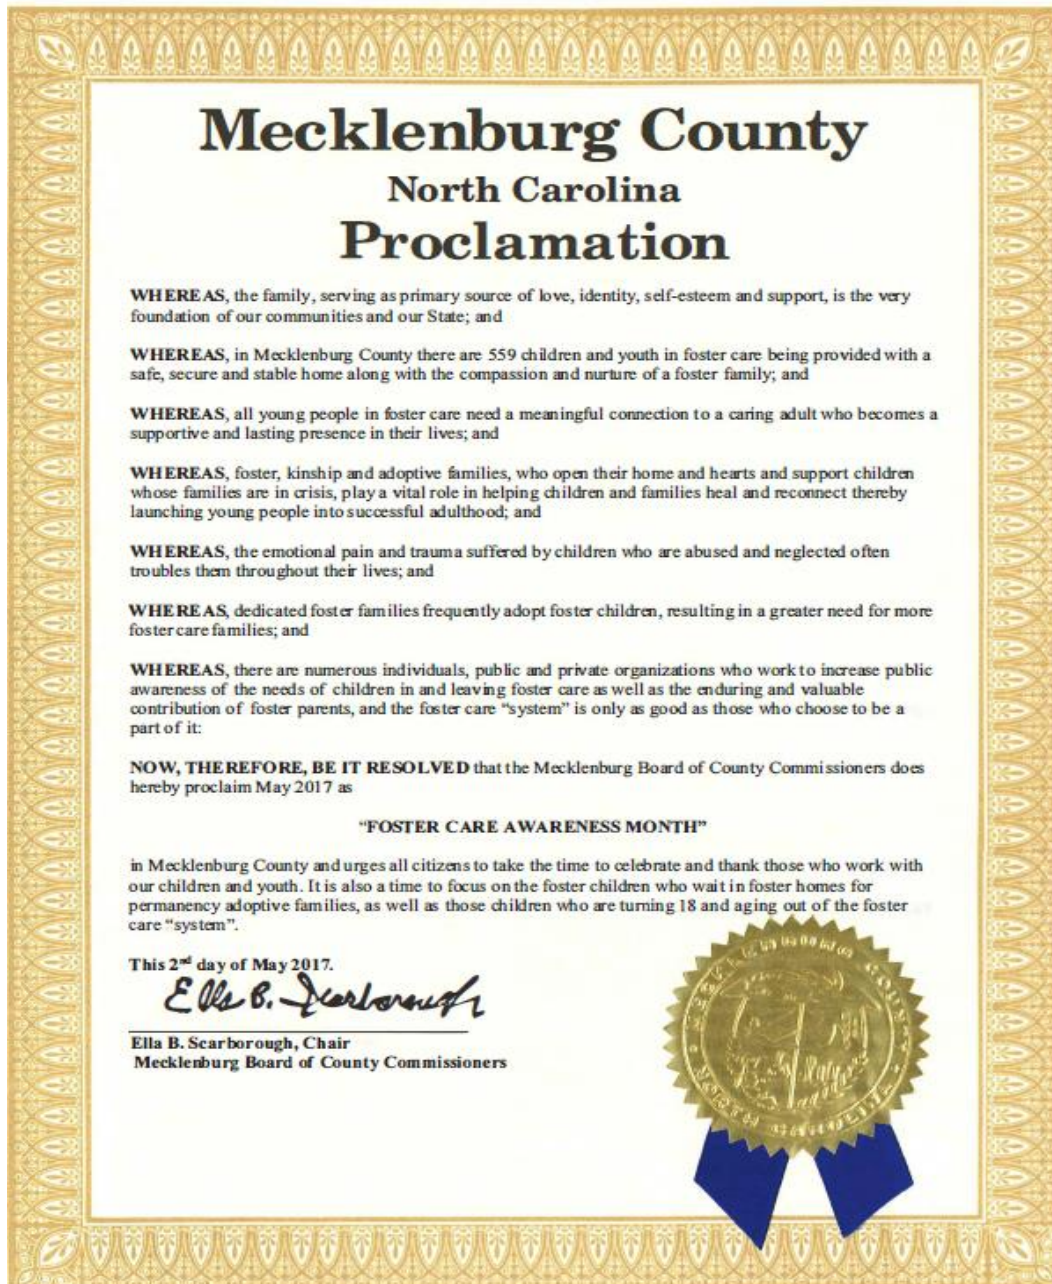 Mecklenburg County
North Carolina
Proclamation
WHEREAS, the family, serving as primary source of love, identity, self-esteem and support, is the very
foundation of our communities and our State; and
WHEREAS, in Mecklenburg County there are 559 children and youth in foster care being provided with a
safe, secure and stable home along with the compassion and nurture of a foster family; and
WHEREAS, all young people in foster care need a meaningful connection to a caring adult who becomes a
supportive and lasting presence in their lives; and
WHEREAS, foster, kinship and adoptive families, who open their home and hearts and support children
whose families are in crisis, play a vital role in helping children and families heal and reconnect thereby
launching young people into successful adulthood; and
WHEREAS, the emotional pain and trauma suffered by children who are abused and neglected often
troubles them throughout their lives; and
WHEREAS, dedicated foster families frequently adopt foster children, resulting in a greater need for more
foster care families; and
WHEREAS, there are numerous individuals, public and private organizations who work to increase public
awareness of the needs of children in and leaving foster care as well as the enduring and valuable
contribution of foster parents, and the foster care “system” is only as good as those who choose to be a
part of it:
NOW, THEREFORE, BE IT RESOLVED that the Mecklenburg Board of County Commissioners does
hereby proclaim May 2017 as
“FOSTER CARE AWARENESS MONTH”
in Mecklenburg County and urges all citizens to take the time to celebrate and thank those who work with
our children and youth. It is also a time to focus on the foster children who wait in foster homes for
permanency adoptive families, as well as those children who are turning 18 and aging out of the foster
care “system”.
This 2nd day of May 2017.
Ella B. Scarborough
Ella B. Scarborough, Chair
Mecklenburg Board of County Commissioners
MECKLENBURG COUNTY
NORTH CAROLINA